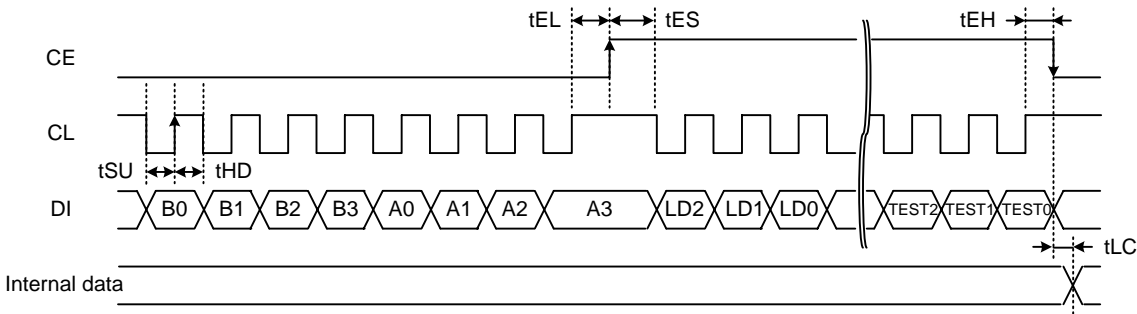 tEL tES tEH
CE
CL
tSU tHD
DI B0 B1 B2 B3 A0 A1 A2 A3 LD2 LD1 LD0 TEST2 TEST1 TEST0
tLC
Internal data